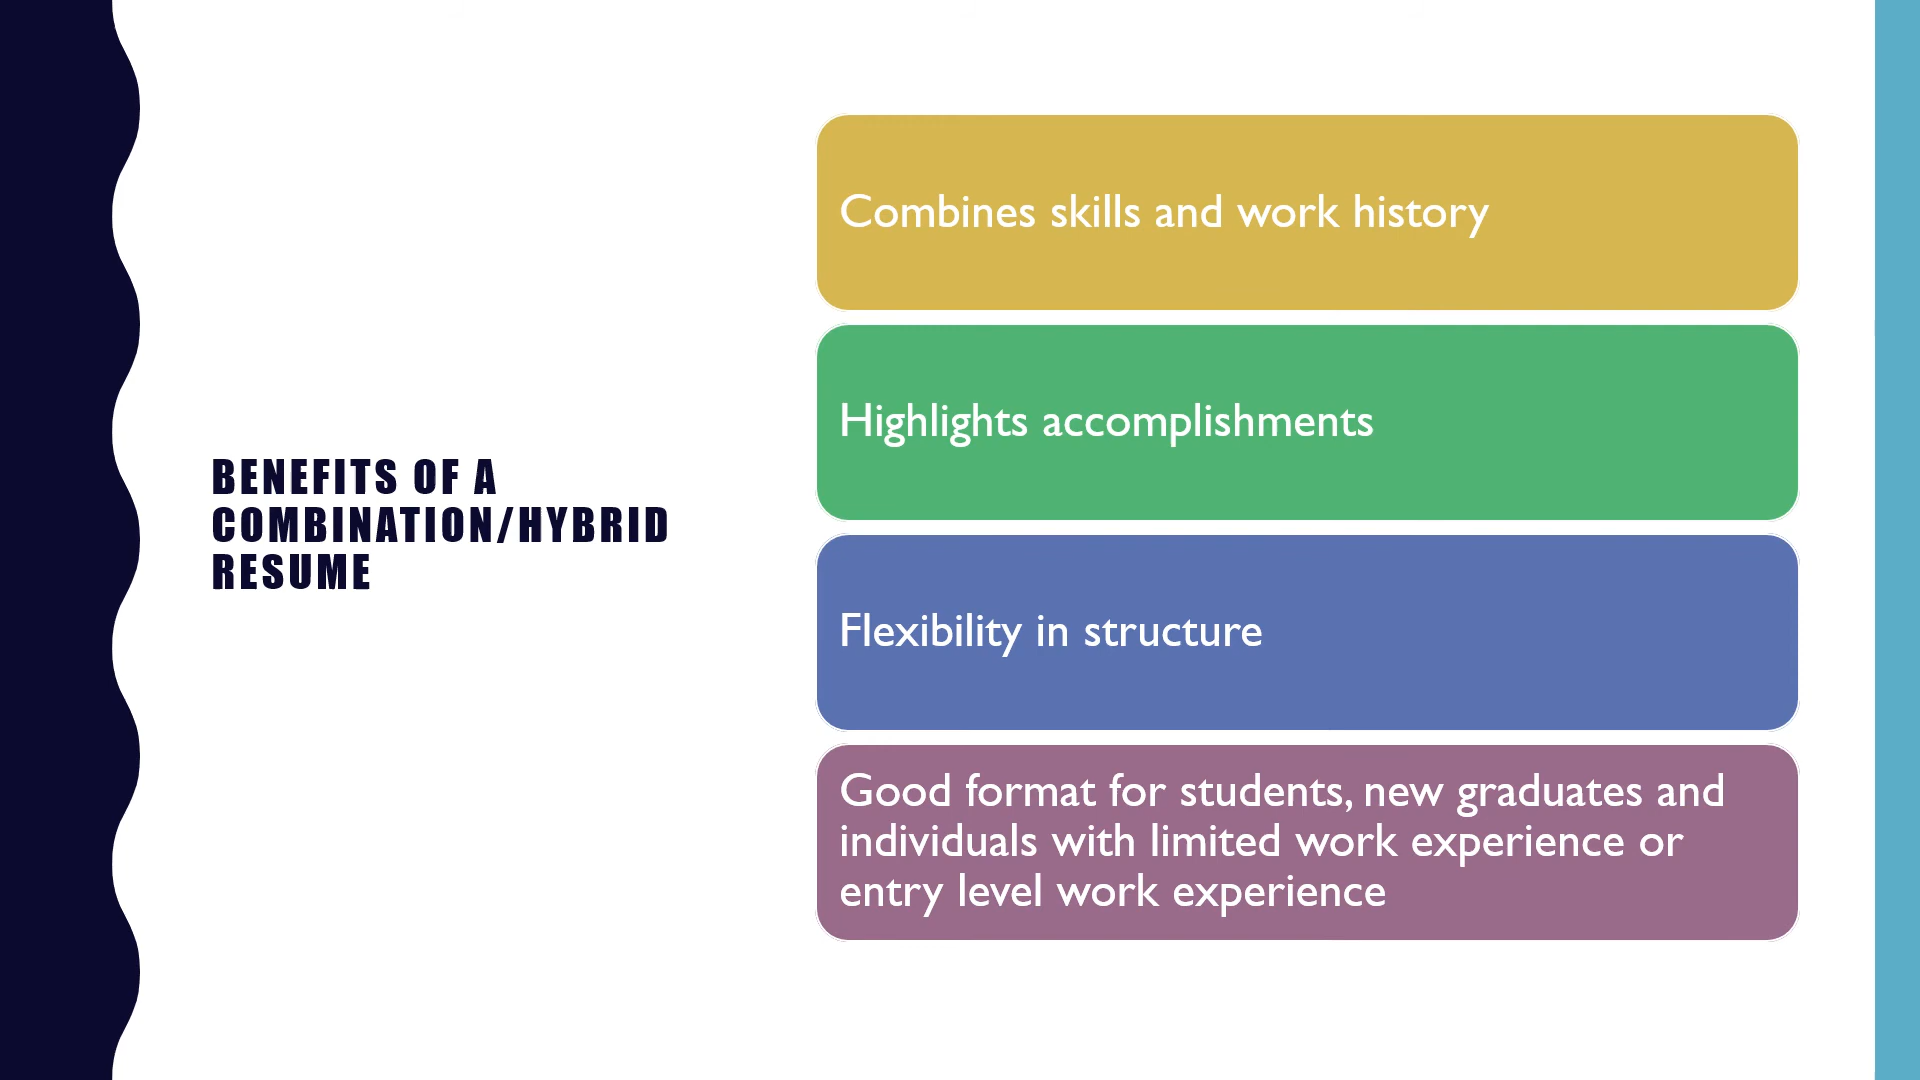 BENEFITS OF A
COMBINATION/HYBRID
RESUME
Combines skills and work history
Highlights accomplishments
Flexibility in structure
Good format for students, new graduates and
individuals with limited work experience or
entry level work experience